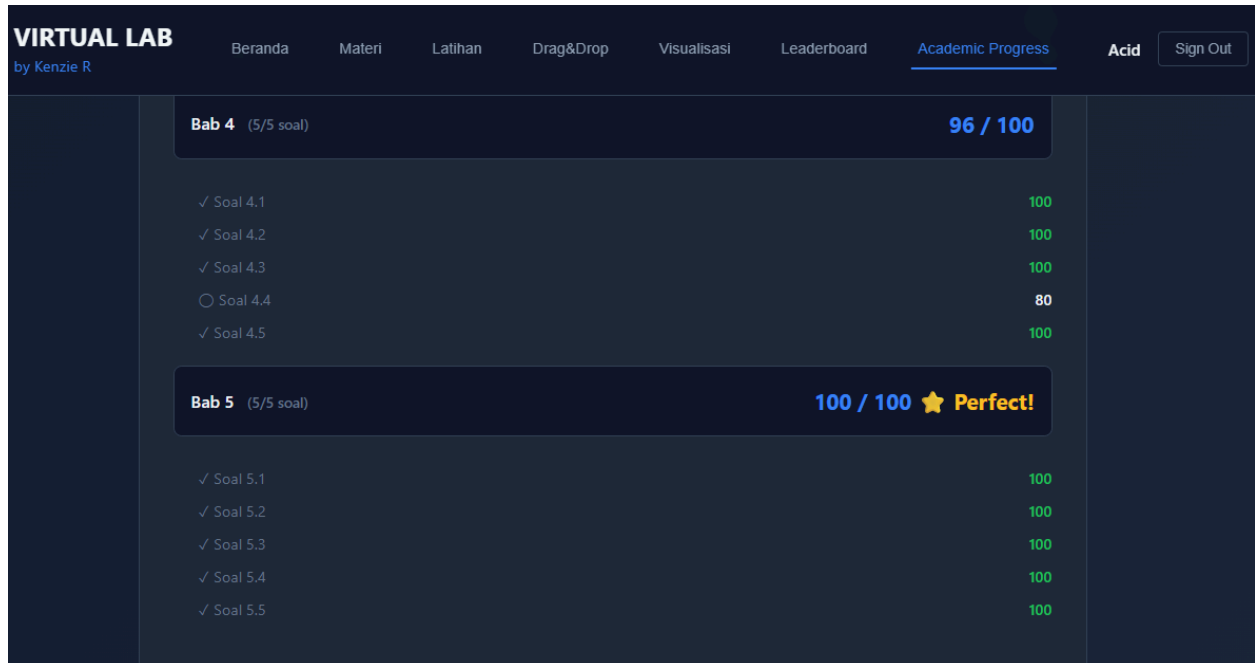 VIRTUAL LAB
by Kenzie R
Beranda Materi Latihan Drag&Drop Visualisasi Leaderboard Academic Progress Acid Sign Out
Bab 4 (5/5 soal) 96 / 100
✓ Soal 4.1 100
✓ Soal 4.2 100
✓ Soal 4.3 100
○ Soal 4.4 80
✓ Soal 4.5 100
Bab 5 (5/5 soal) 100 / 100 ⭐ Perfect!
✓ Soal 5.1 100
✓ Soal 5.2 100
✓ Soal 5.3 100
✓ Soal 5.4 100
✓ Soal 5.5 100